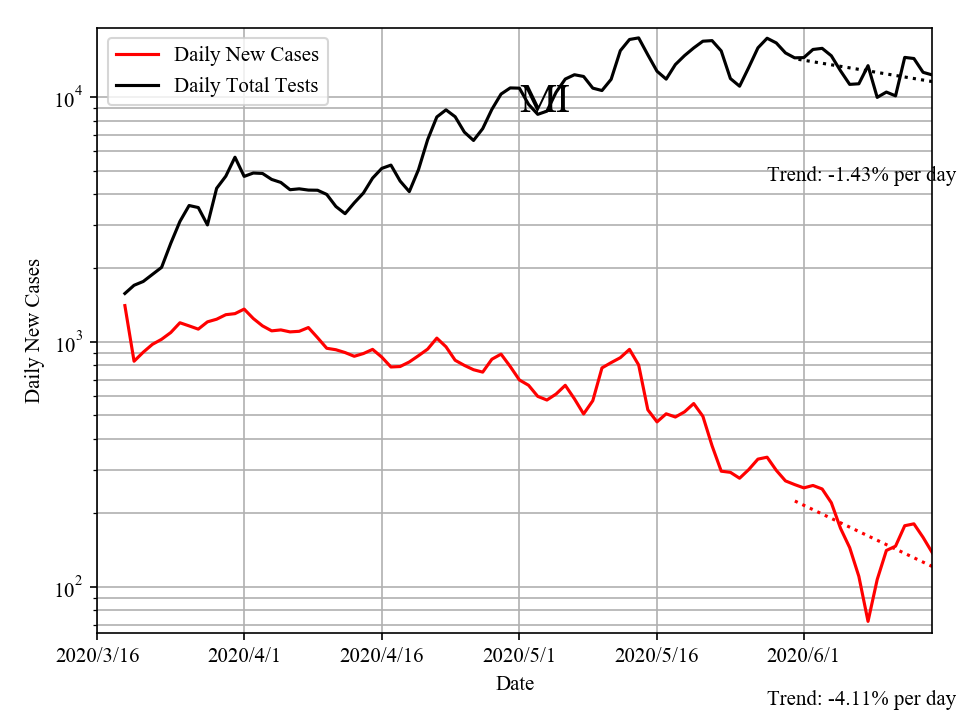 Daily New Cases
Daily Total Tests
MI
Trend: -1.43% per day
Daily New Cases
10^4
10^3
10^2
2020/3/16
2020/4/1
2020/4/16
2020/5/1
2020/5/16
2020/6/1
Date
Trend: -4.11% per day